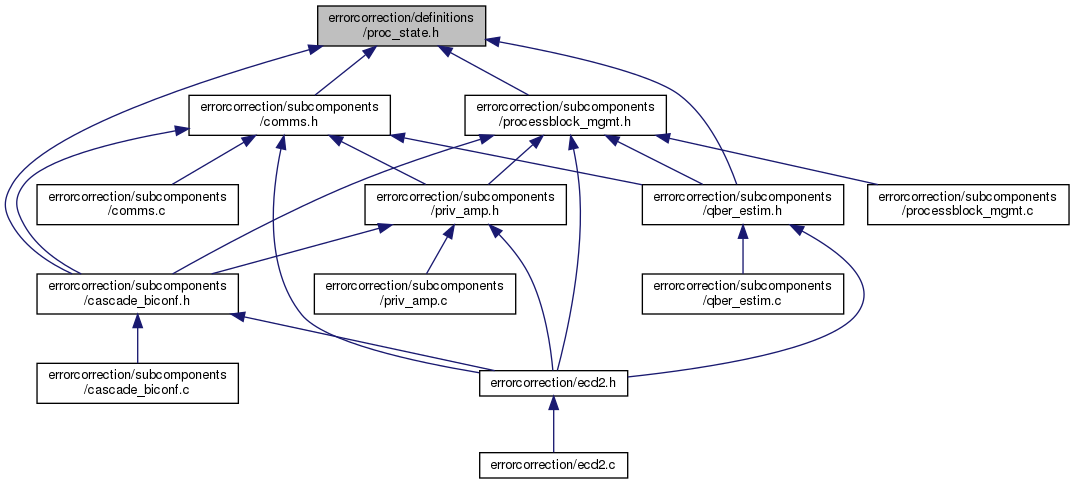 errorcorrection/definitions
/proc_state.h
errorcorrection/subcomponents
/comms.h
errorcorrection/subcomponents
/processblock_mgmt.h
errorcorrection/subcomponents
/comms.c
errorcorrection/subcomponents
/priv_amp.h
errorcorrection/subcomponents
/qber_estim.h
errorcorrection/subcomponents
/processblock_mgmt.c
errorcorrection/subcomponents
/cascade_biconf.h
errorcorrection/subcomponents
/priv_amp.c
errorcorrection/subcomponents
/qber_estim.c
errorcorrection/subcomponents
/cascade_biconf.c
errorcorrection/ecd2.h
errorcorrection/ecd2.c